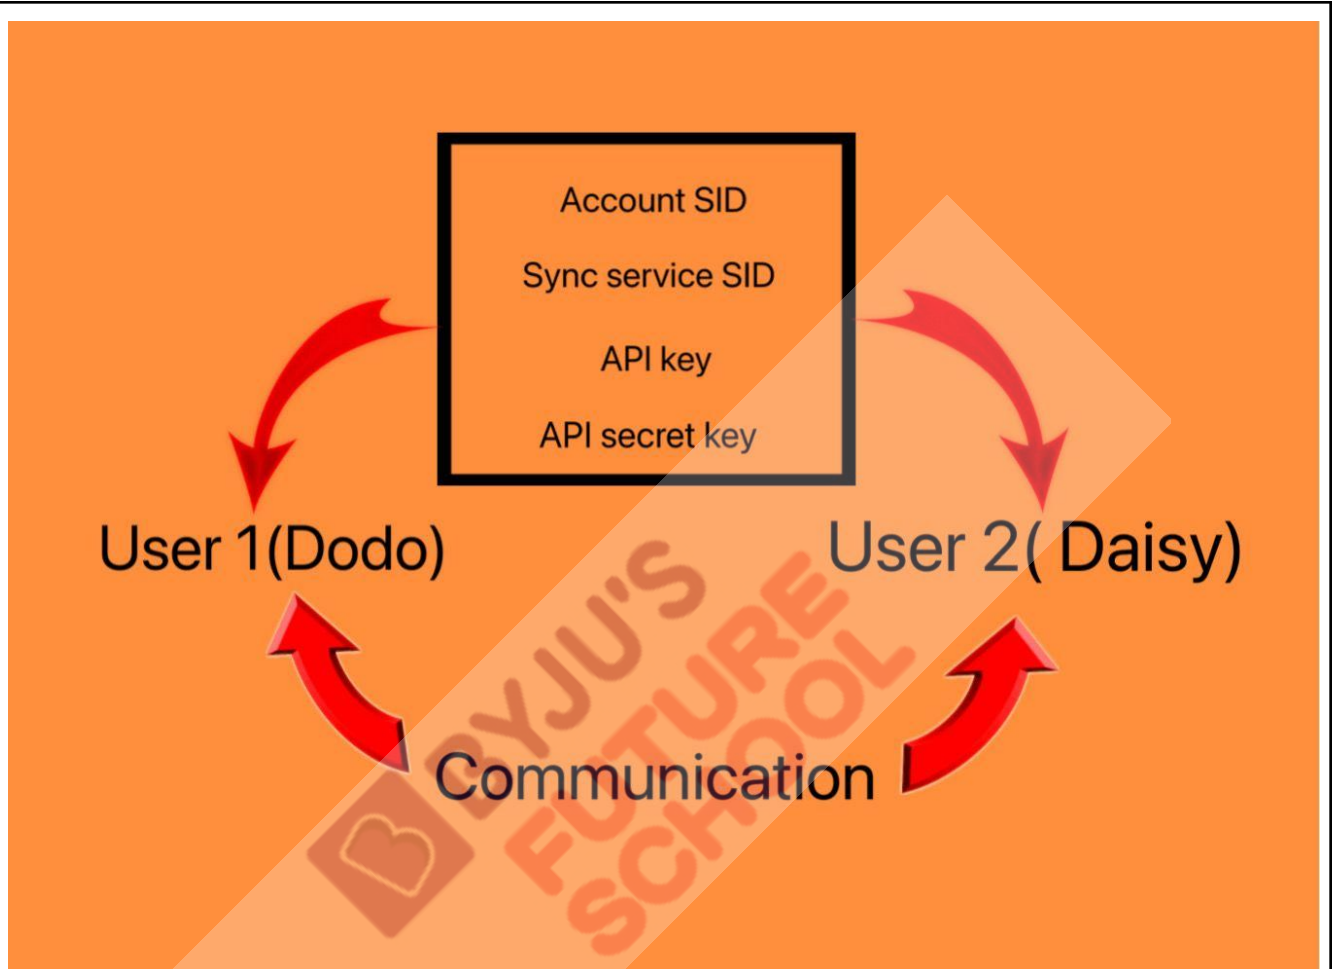 Account SID
Sync service SID
API key
API secret key
User 1(Dodo)
User 2( Daisy)
Communication
BYJU'S
FUTURE
SCHOOL